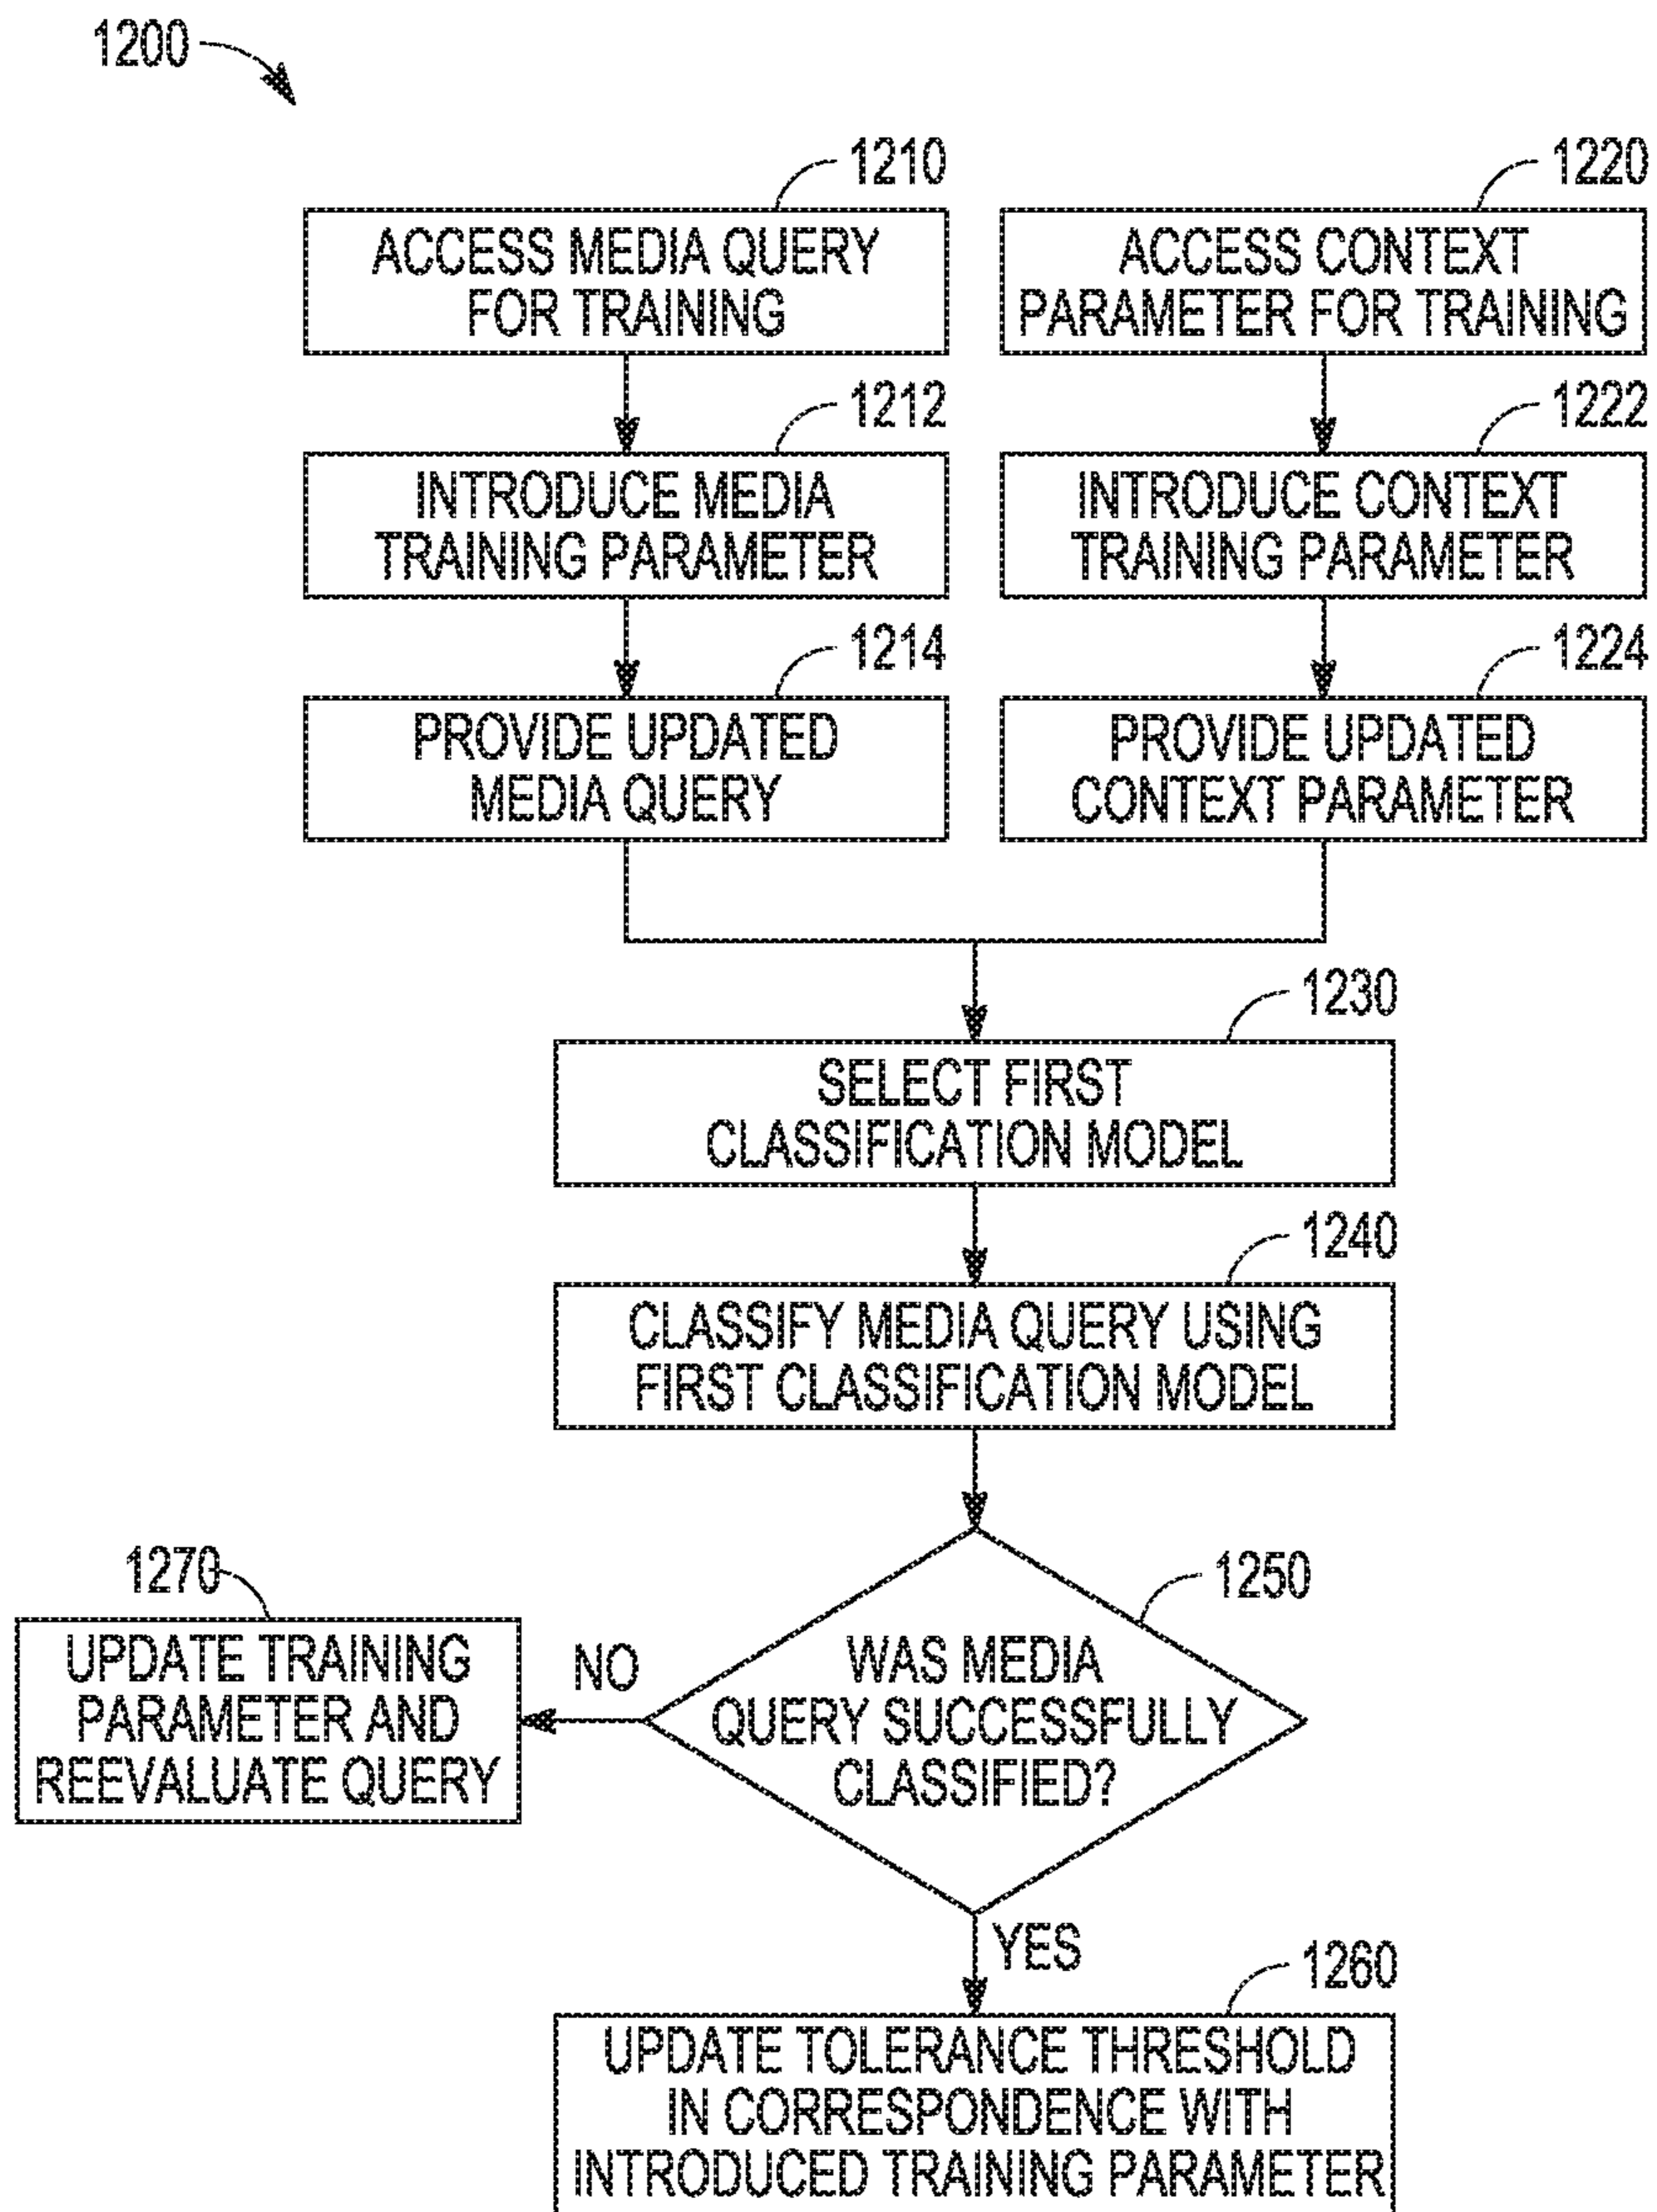 1200
1210
ACCESS MEDIA QUERY
FOR TRAINING
1220
ACCESS CONTEXT
PARAMETER FOR TRAINING
1212
INTRODUCE MEDIA
TRAINING PARAMETER
1222
INTRODUCE CONTEXT
TRAINING PARAMETER
1214
PROVIDE UPDATED
MEDIA QUERY
1224
PROVIDE UPDATED
CONTEXT PARAMETER
1230
SELECT FIRST
CLASSIFICATION MODEL
1240
CLASSIFY MEDIA QUERY USING
FIRST CLASSIFICATION MODEL
1250
WAS MEDIA
QUERY SUCCESSFULLY
CLASSIFIED?
NO
1270
UPDATE TRAINING
PARAMETER AND
REEVALUATE QUERY
YES
1260
UPDATE TOLERANCE THRESHOLD
IN CORRESPONDENCE WITH
INTRODUCED TRAINING PARAMETER